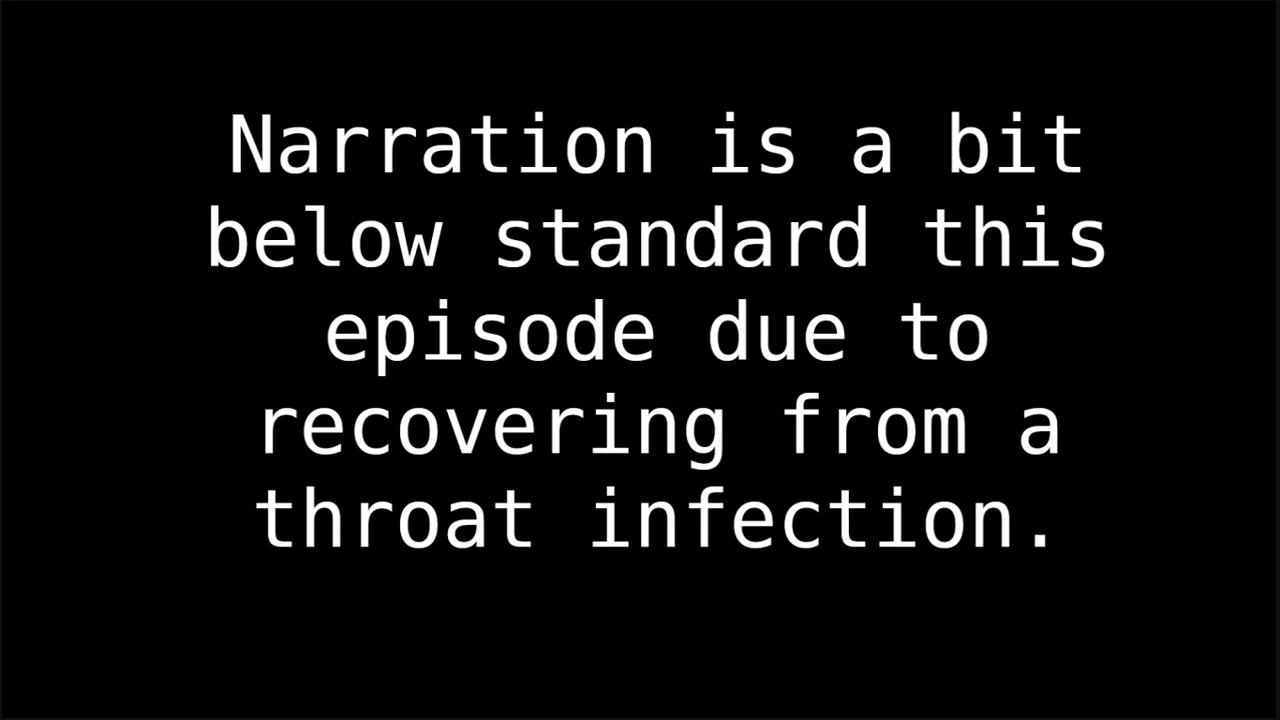 Narration is a bit
below standard this
episode due to
recovering from a
throat infection.